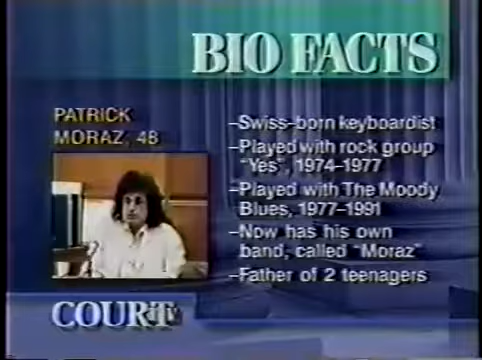 BIO FACTS
PATRICK
MORAZ, 48
–Swiss–born keyboardist
–Played with rock group
"Yes", 1974–1977
–Played with The Moody
Blues, 1977–1991
–Now has his own
band, called "Moraz"
–Father of 2 teenagers
COURT TV